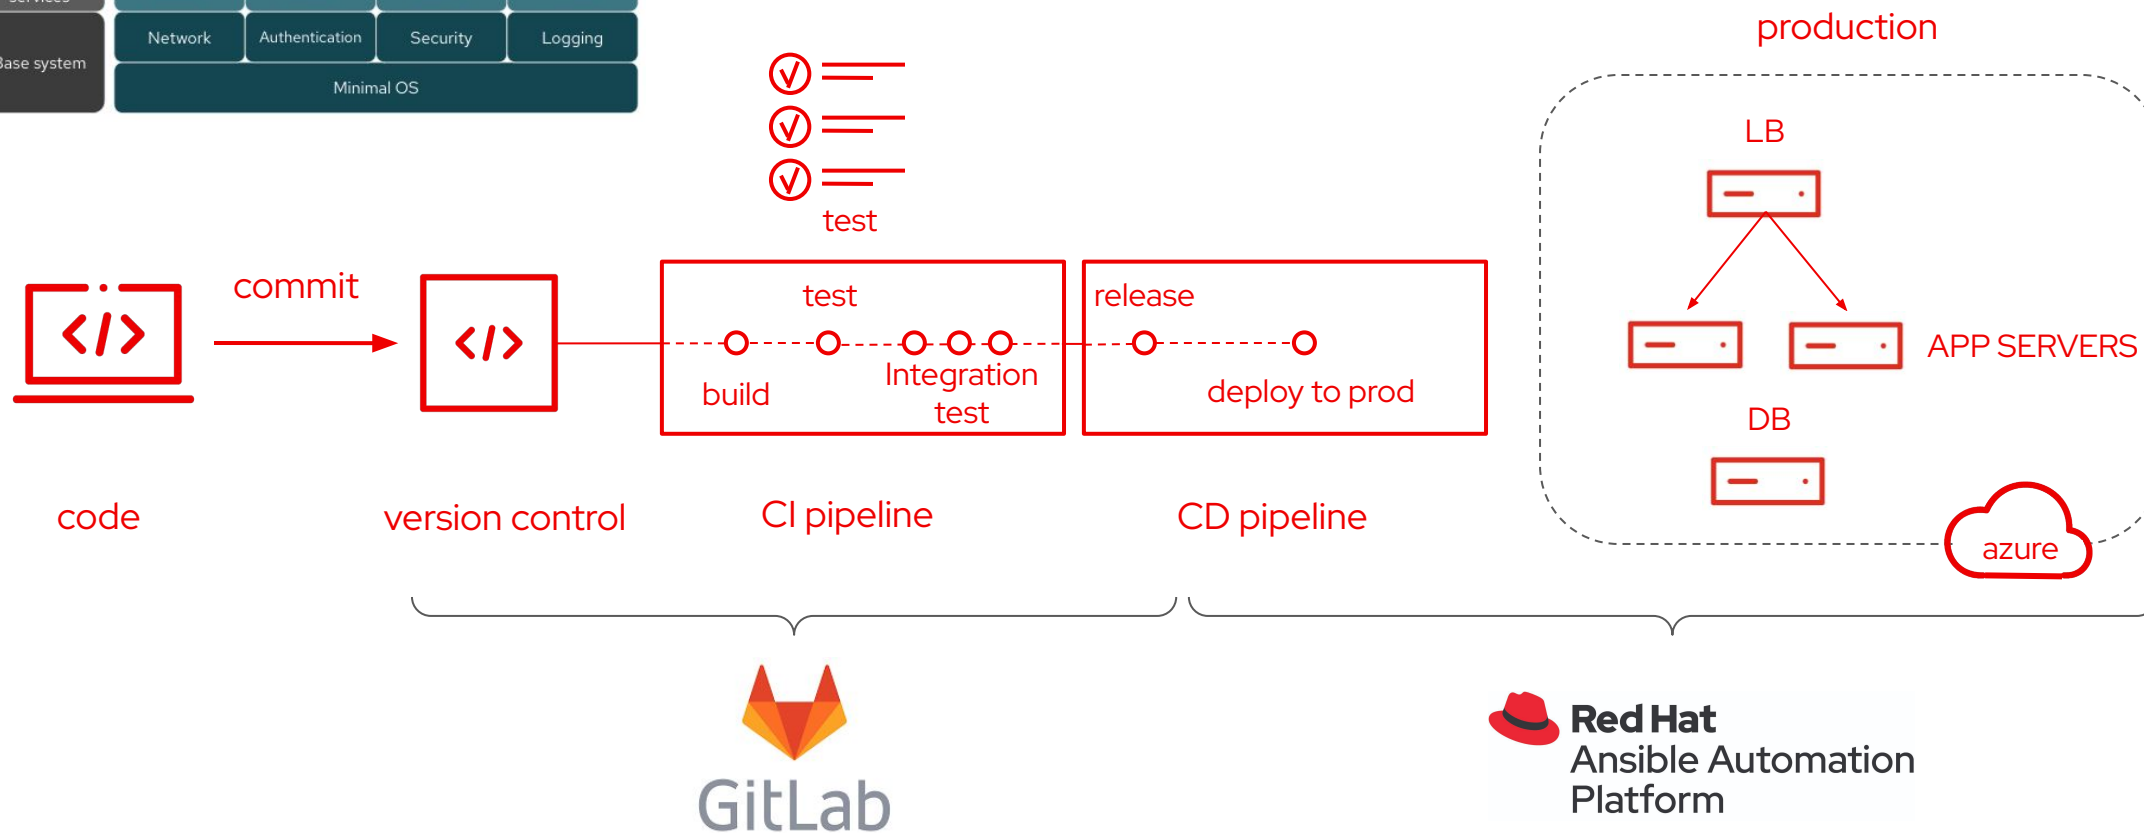 services
Base system
Network
Authentication
Security
Logging
Minimal OS
production
LB
APP SERVERS
DB
azure
test
commit
test
build
Integration
test
release
deploy to prod
code
version control
CI pipeline
CD pipeline
GitLab
Red Hat
Ansible Automation
Platform